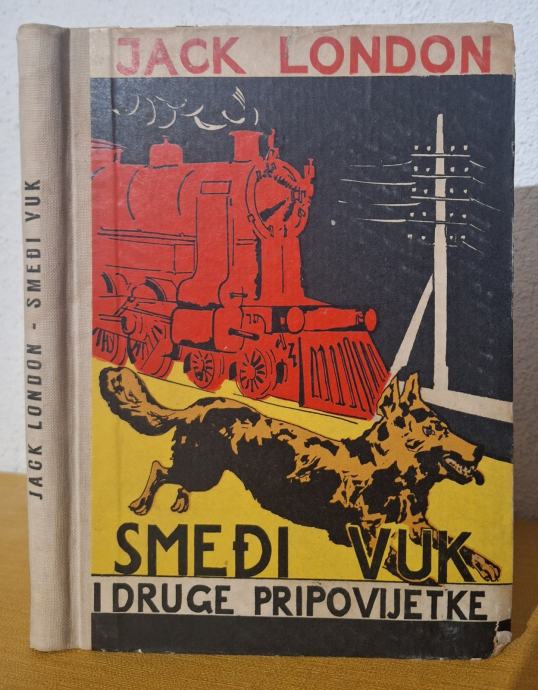 JACK LONDON
SMEĐI VUK
I DRUGE PRIPOVIJETKE
JACK LONDON - SMEĐI VUK